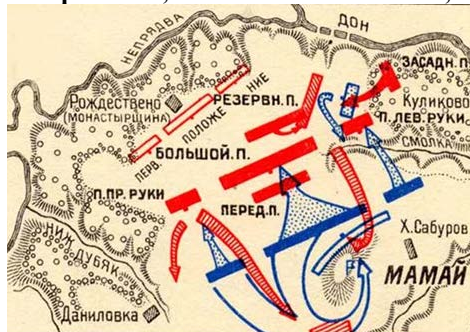 НЕПРЯДВА
ДОН
ЗАСАДН. П.
Рождествено
(МОНАСТЫРЩИНА)
РЕЗЕРВН. П.
Куликово
ПЕРВ. ПОЛОЖЕНИЕ
П. ЛЕВ. РУКИ
СМОЛКА
БОЛЬШОЙ. П.
П. ПР. РУКИ
ПЕРЕД. П.
НИЖ. ДУБЯК
Х. Сабуров
МАМАЙ
Даниловка